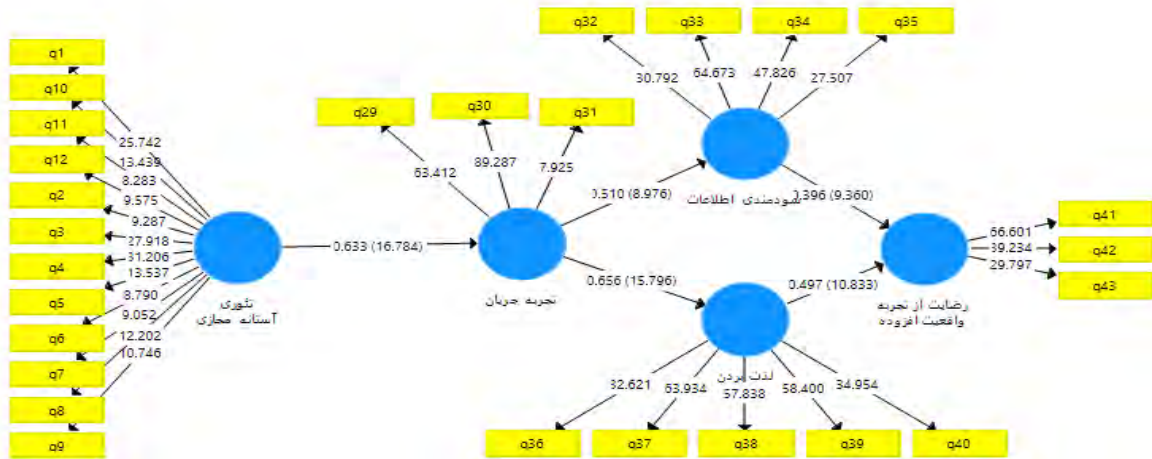 q1
q10
q11
q12
q2
q3
q4
q5
q6
q7
q8
q9
25.742
13.439
8.283
9.575
9.287
27.918
31.206
13.537
8.790
9.052
12.202
10.746
تئوری
آستانه مجازی
0.633 (16.784)
q29
q30
q31
63.412
89.287
7.925
تجربه جریان
0.510 (8.976)
0.656 (15.796)
q32
q33
q34
q35
30.792
64.673
47.826
27.507
سودمندی اطلاعات
0.396 (9.360)
0.497 (10.833)
لذت بردن
32.621
63.934
57.838
58.400
34.954
q36
q37
q38
q39
q40
رضایت از تجربه
واقعیت افزوده
66.601
39.234
29.797
q41
q42
q43